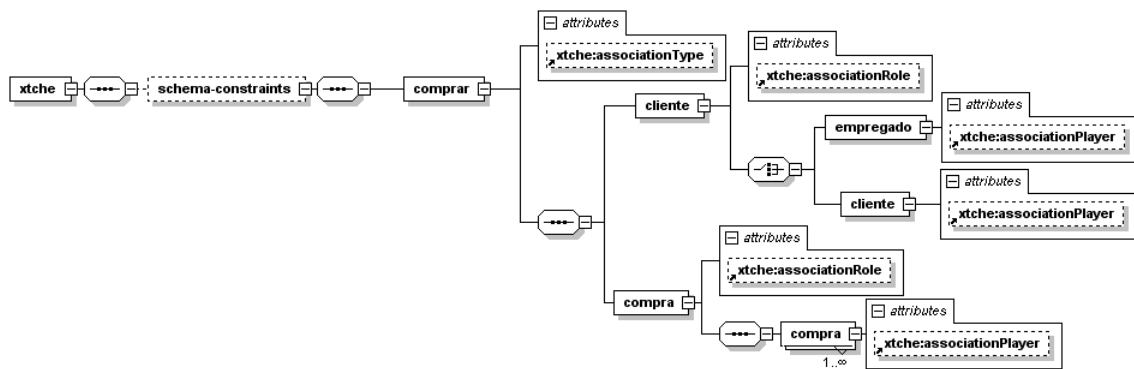 attributes
xtche:associationType
attributes
xtche:associationRole
xtche
schema-constraints
comprar
cliente
attributes
empregado
xtche:associationPlayer
attributes
cliente
xtche:associationPlayer
attributes
xtche:associationRole
compra
attributes
compra
xtche:associationPlayer
1..∞